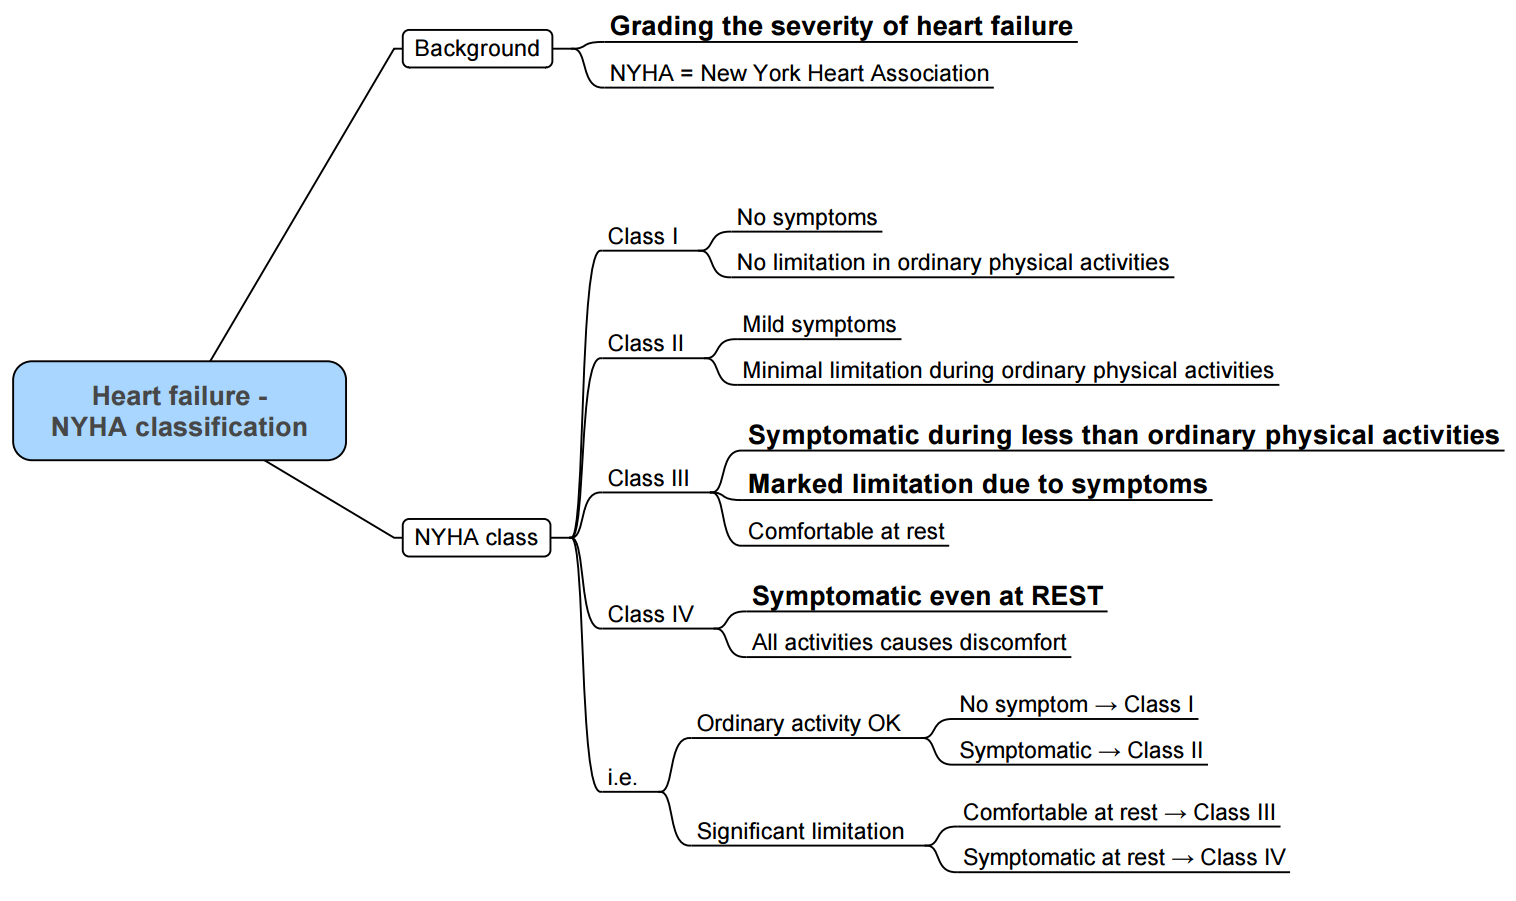 Heart failure -
NYHA classification
Background
Grading the severity of heart failure
NYHA = New York Heart Association
NYHA class
Class I
No symptoms
No limitation in ordinary physical activities
Class II
Mild symptoms
Minimal limitation during ordinary physical activities
Class III
Symptomatic during less than ordinary physical activities
Marked limitation due to symptoms
Comfortable at rest
Class IV
Symptomatic even at REST
All activities causes discomfort
i.e.
Ordinary activity OK
No symptom → Class I
Symptomatic → Class II
Significant limitation
Comfortable at rest → Class III
Symptomatic at rest → Class IV